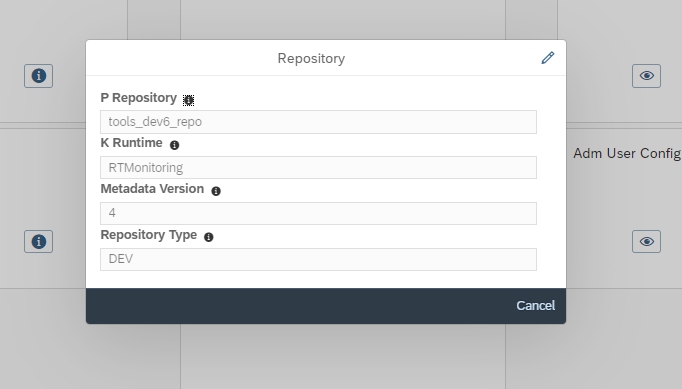 Repository
P Repository
tools_dev6_repo
K Runtime
RTMonitoring
Metadata Version
4
Repository Type
DEV
Cancel
Adm User Config